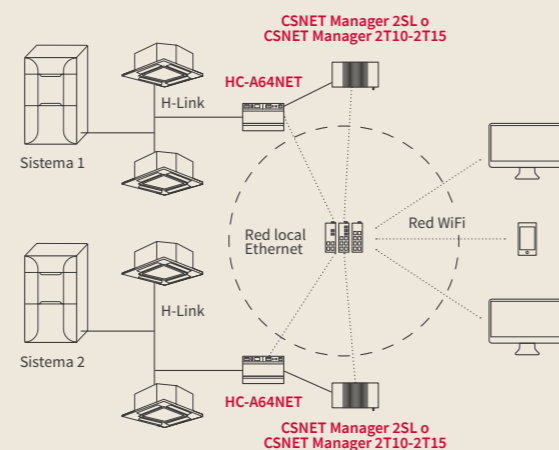 CSNET Manager 2SL o
CSNET Manager 2T10-2T15
HC-A64NET
H-Link
Sistema 1
Red local
Ethernet
Red WiFi
H-Link
Sistema 2
HC-A64NET
CSNET Manager 2SL o
CSNET Manager 2T10-2T15